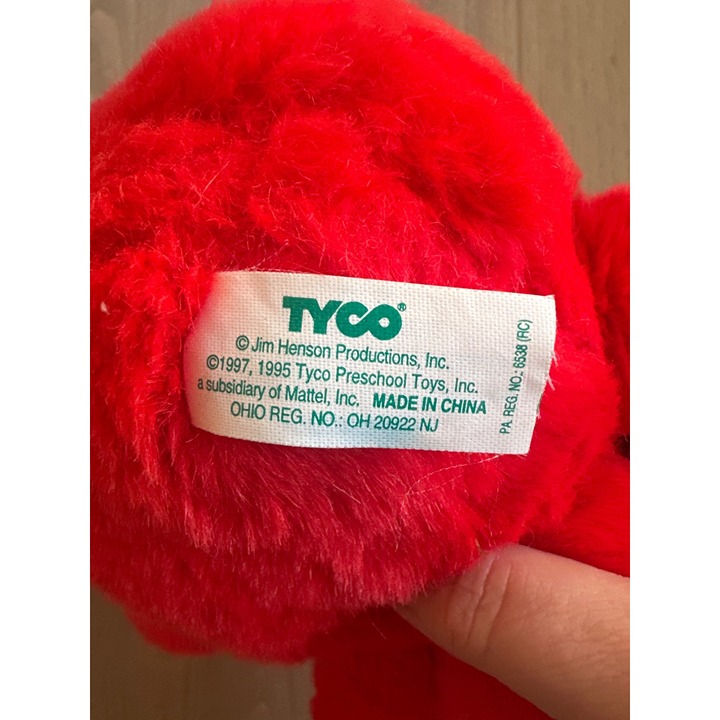 TYCO®
© Jim Henson Productions, Inc.
©1997, 1995 Tyco Preschool Toys, Inc.
a subsidiary of Mattel, Inc. MADE IN CHINA
OHIO REG. NO.: OH 20922 NJ
PA. REG. NO.: 6538 (RC)